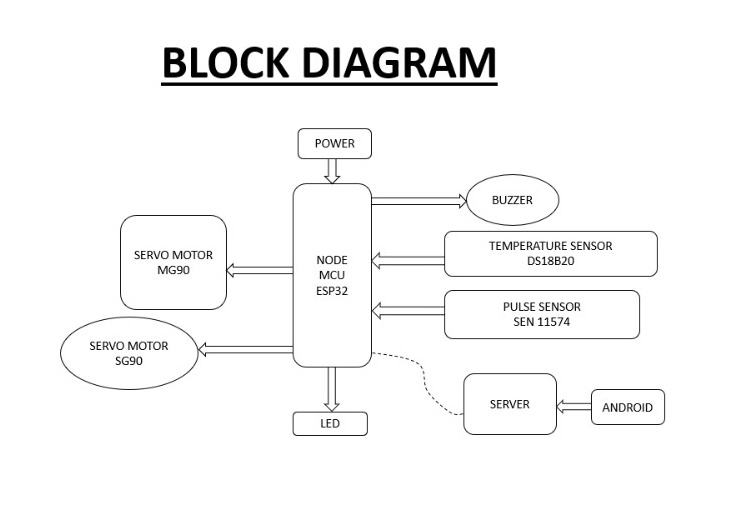 BLOCK DIAGRAM
POWER
BUZZER
SERVO MOTOR
MG90
NODE
MCU
ESP32
TEMPERATURE SENSOR
DS18B20
PULSE SENSOR
SEN 11574
SERVO MOTOR
SG90
SERVER
ANDROID
LED